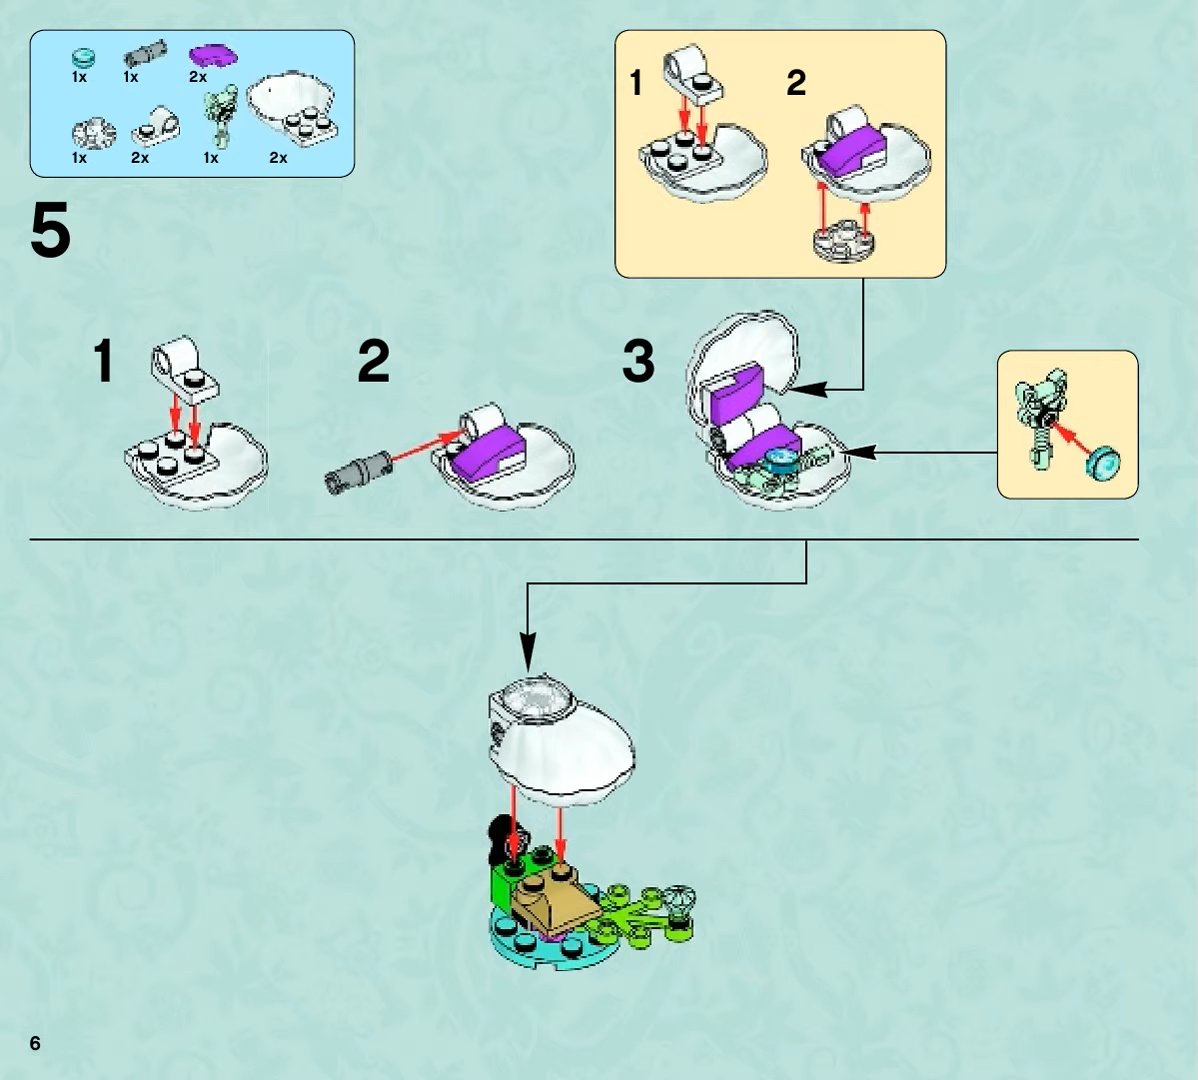 1x 1x 2x
1x 2x 1x 2x
5
1 2
1 2 3
6